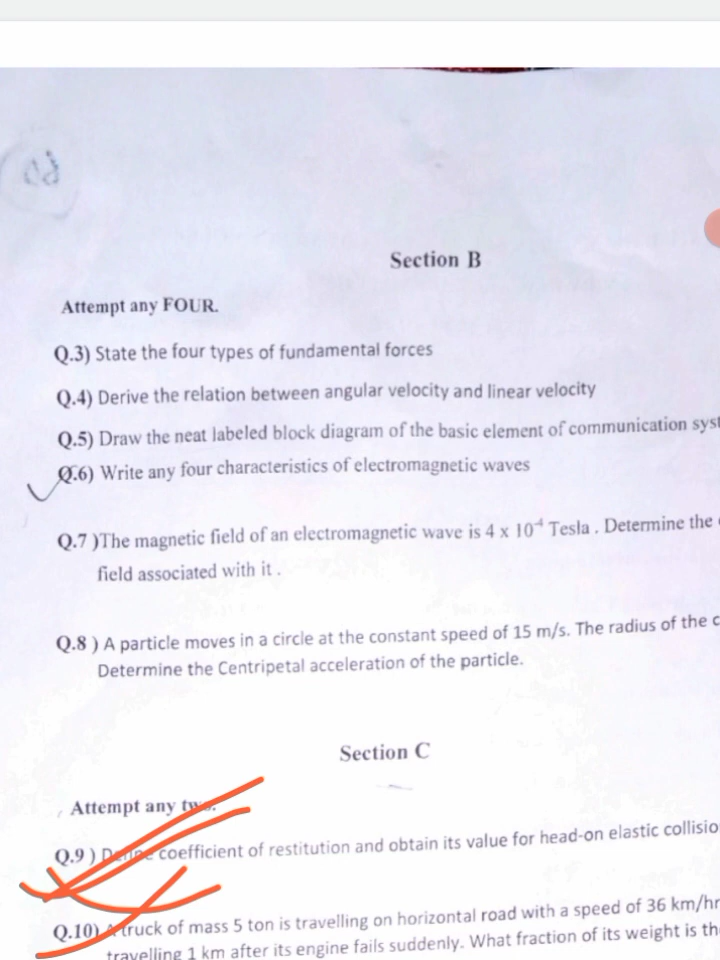 Section B
Attempt any FOUR.
Q.3) State the four types of fundamental forces
Q.4) Derive the relation between angular velocity and linear velocity
Q.5) Draw the neat labeled block diagram of the basic element of communication syst
Q.6) Write any four characteristics of electromagnetic waves
Q.7 )The magnetic field of an electromagnetic wave is 4 x 10⁻⁴ Tesla . Determine the
field associated with it .
Q.8 ) A particle moves in a circle at the constant speed of 15 m/s. The radius of the c
Determine the Centripetal acceleration of the particle.
Section C
Attempt any two.
Q.9 ) Define coefficient of restitution and obtain its value for head-on elastic collisio
Q.10) A truck of mass 5 ton is travelling on horizontal road with a speed of 36 km/hr
travelling 1 km after its engine fails suddenly. What fraction of its weight is th